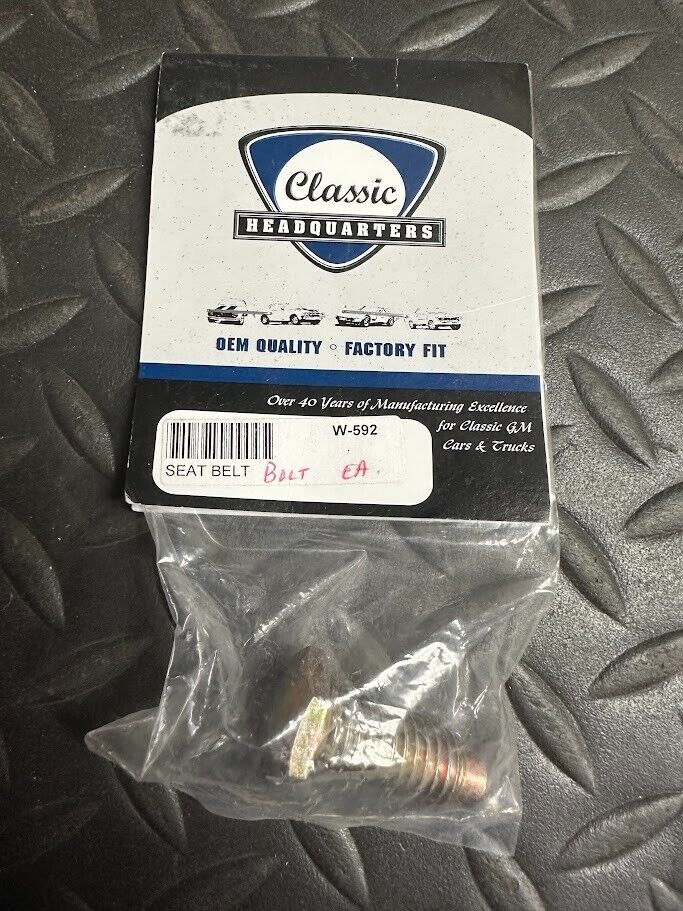 Classic
HEADQUARTERS
OEM QUALITY ◦ FACTORY FIT
Over 40 Years of Manufacturing Excellence
for Classic GM
Cars & Trucks
W-592
SEAT BELT BOLT EA.